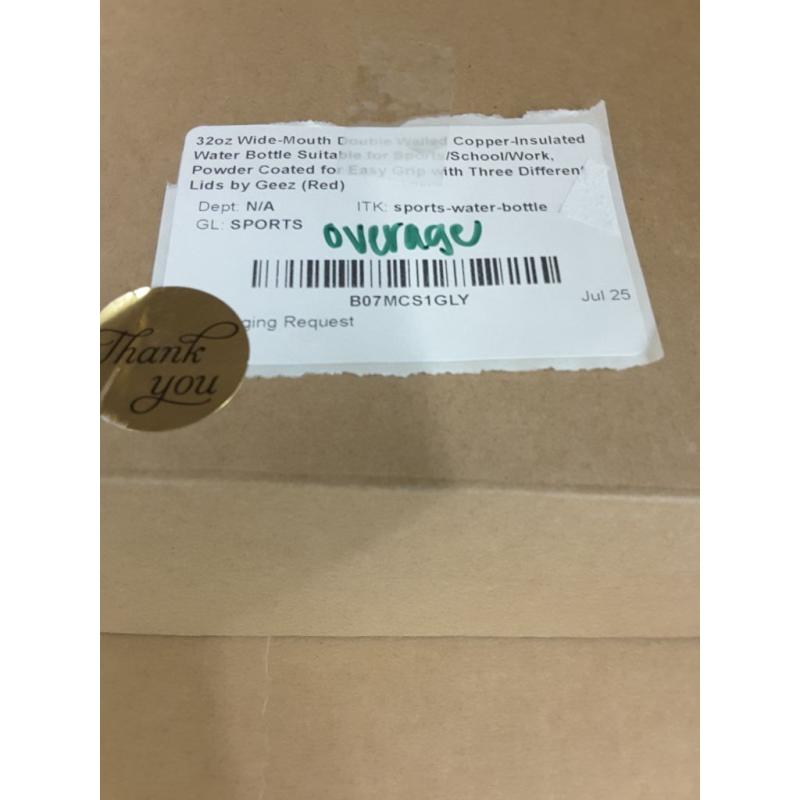 32oz Wide-Mouth Double Walled Copper-Insulated
Water Bottle Suitable for Sports/School/Work,
Powder Coated for Easy Grip with Three Different
Lids by Geez (Red)
Dept: N/A ITK: sports-water-bottle
GL: SPORTS overage
B07MCS1GLY
Jul 25
Request
Thank
you